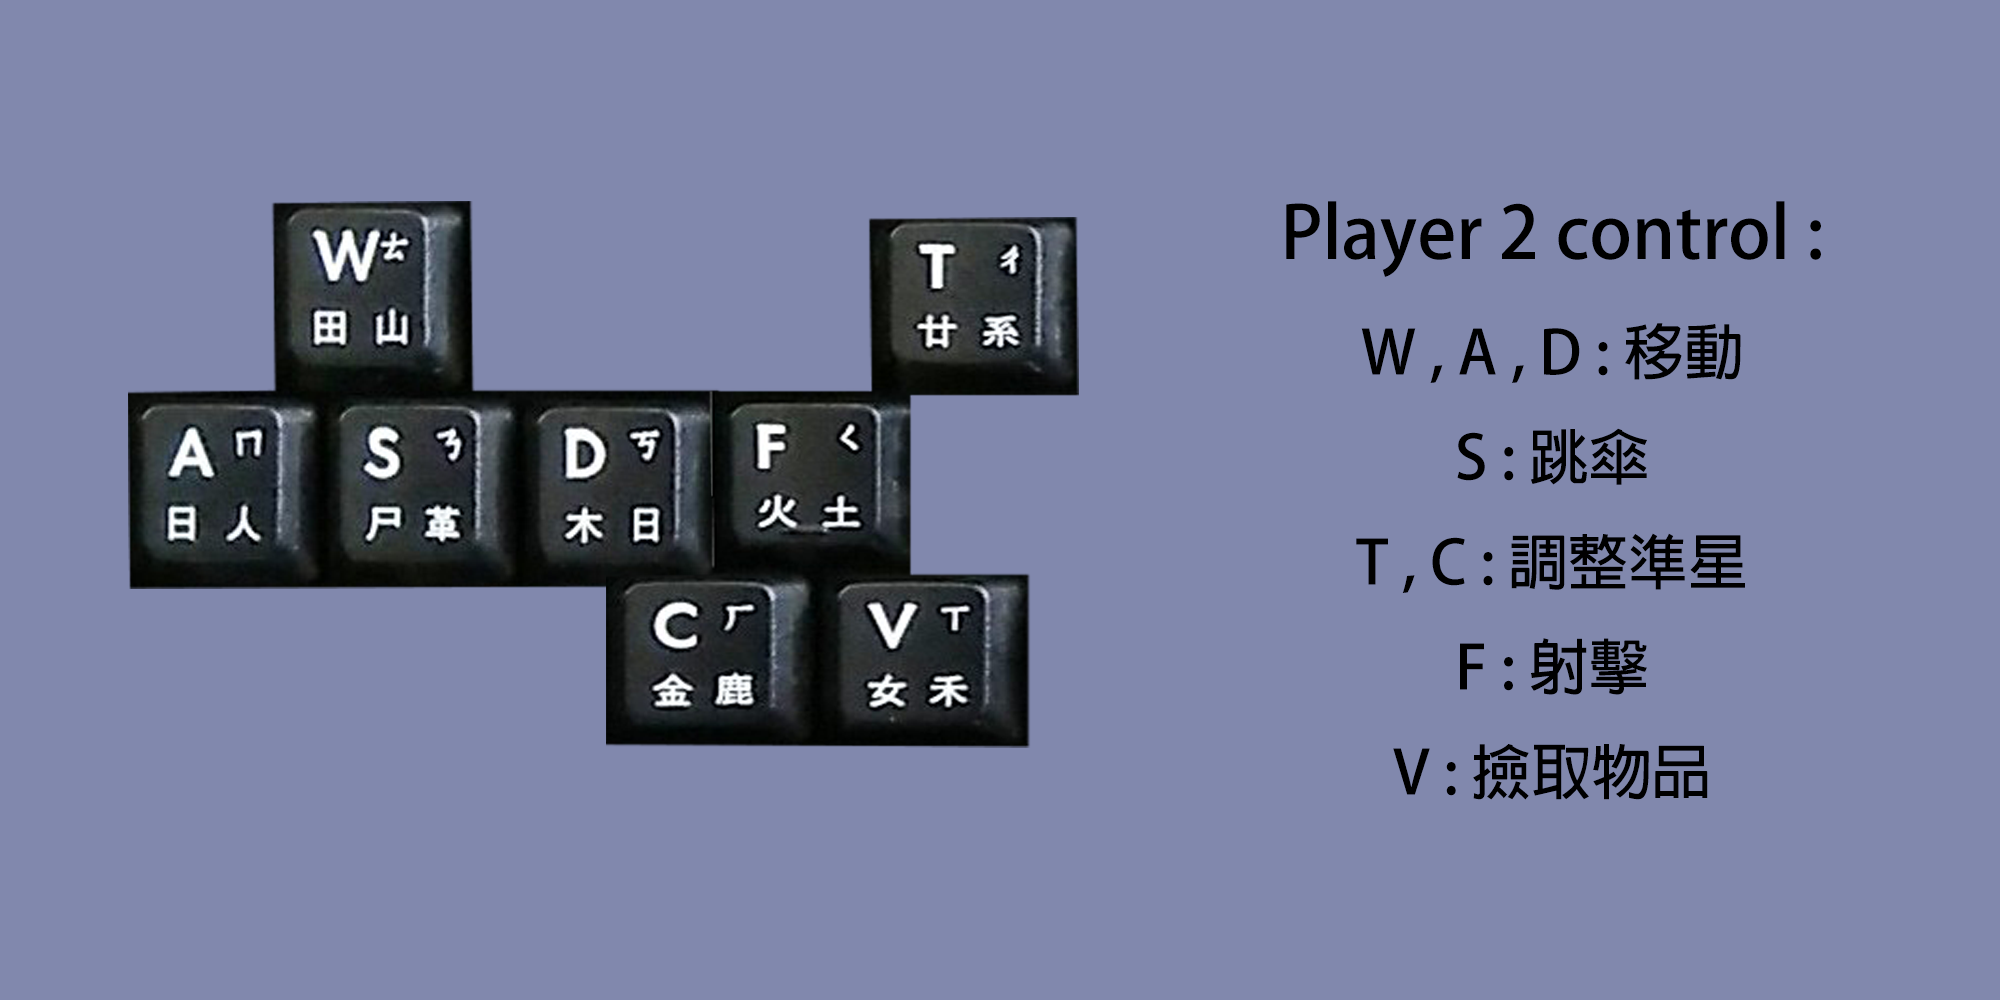 Wㄊ
田 山
T ㄔ
廿 系
A ㄇ
日 人
S ㄋ
尸 革
D ㄎ
木 日
F ㄑ
火 土
C ㄏ
金 鹿
V ㄒ
女 禾
Player 2 control :
W , A , D : 移動
S : 跳傘
T , C : 調整準星
F : 射擊
V : 撿取物品